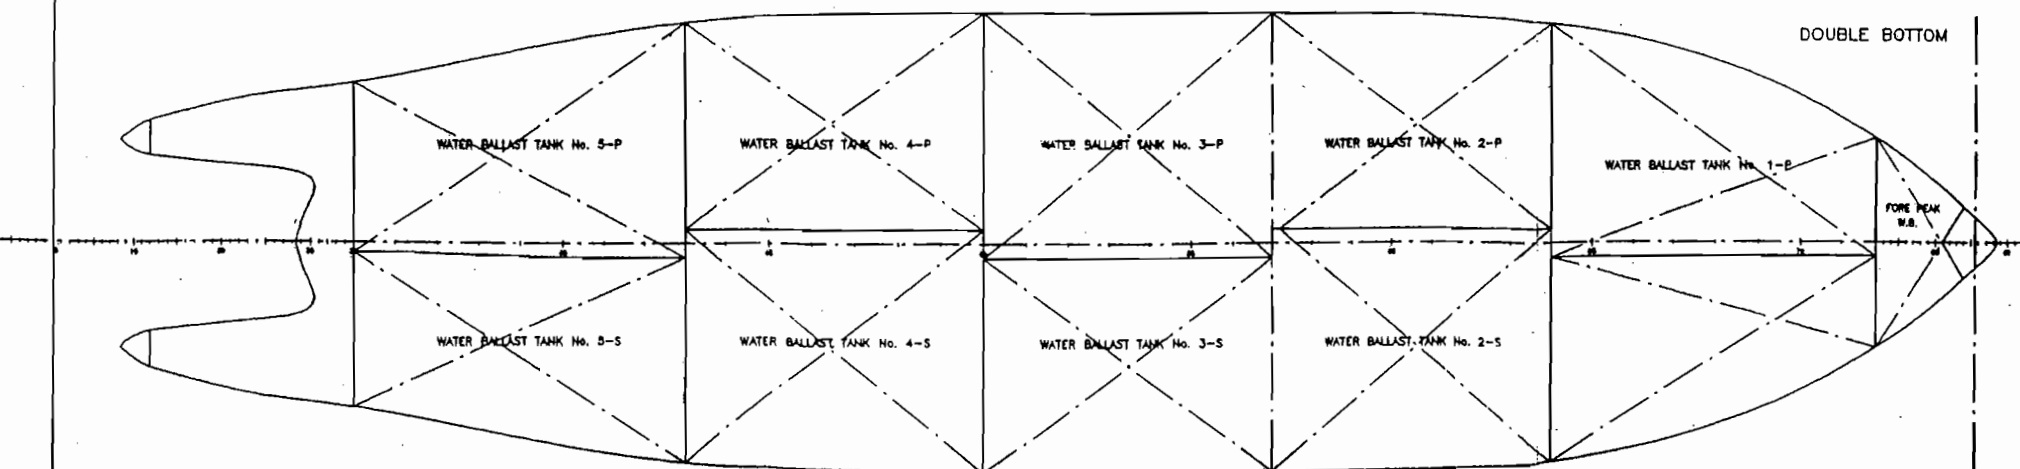 DOUBLE BOTTOM
WATER BALLAST TANK No. 5-P
WATER BALLAST TANK No. 4-P
WATER BALLAST TANK No. 3-P
WATER BALLAST TANK No. 2-P
WATER BALLAST TANK No. 1-P
FORE PEAK
W.B.
10
WATER BALLAST TANK No. 5-S
WATER BALLAST TANK No. 4-S
WATER BALLAST TANK No. 3-S
WATER BALLAST TANK No. 2-S